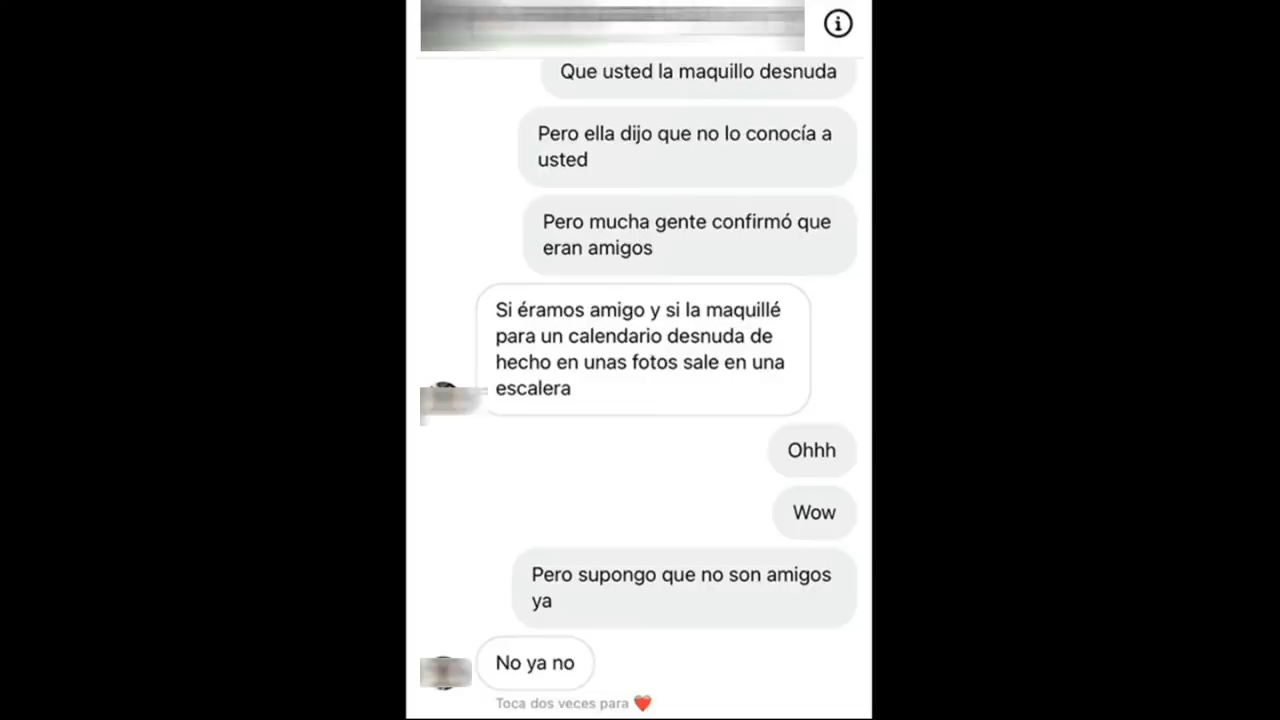 Que usted la maquillo desnuda
Pero ella dijo que no lo conocía a
usted
Pero mucha gente confirmó que
eran amigos
Si éramos amigo y si la maquillé
para un calendario desnuda de
hecho en unas fotos sale en una
escalera
Ohhh
Wow
Pero supongo que no son amigos
ya
No ya no
Toca dos veces para ❤️